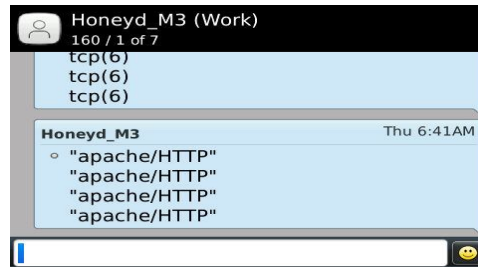 Honeyd_M3 (Work)
160 / 1 of 7
tcp(6)
tcp(6)
tcp(6)
Honeyd_M3 Thu 6:41AM
"apache/HTTP"
"apache/HTTP"
"apache/HTTP"
"apache/HTTP"